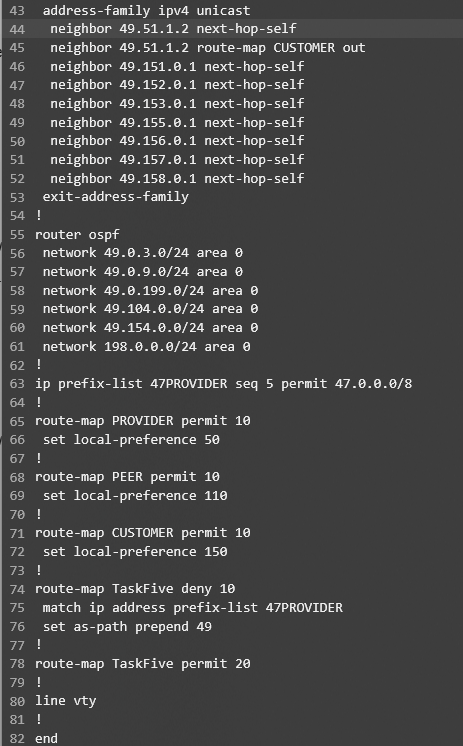 43 address-family ipv4 unicast
44 neighbor 49.51.1.2 next-hop-self
45 neighbor 49.51.1.2 route-map CUSTOMER out
46 neighbor 49.151.0.1 next-hop-self
47 neighbor 49.152.0.1 next-hop-self
48 neighbor 49.153.0.1 next-hop-self
49 neighbor 49.155.0.1 next-hop-self
50 neighbor 49.156.0.1 next-hop-self
51 neighbor 49.157.0.1 next-hop-self
52 neighbor 49.158.0.1 next-hop-self
53 exit-address-family
54 !
55 router ospf
56 network 49.0.3.0/24 area 0
57 network 49.0.9.0/24 area 0
58 network 49.0.199.0/24 area 0
59 network 49.104.0.0/24 area 0
60 network 49.154.0.0/24 area 0
61 network 198.0.0.0/24 area 0
62 !
63 ip prefix-list 47PROVIDER seq 5 permit 47.0.0.0/8
64 !
65 route-map PROVIDER permit 10
66 set local-preference 50
67 !
68 route-map PEER permit 10
69 set local-preference 110
70 !
71 route-map CUSTOMER permit 10
72 set local-preference 150
73 !
74 route-map TaskFive deny 10
75 match ip address prefix-list 47PROVIDER
76 set as-path prepend 49
77 !
78 route-map TaskFive permit 20
79 !
80 line vty
81 !
82 end